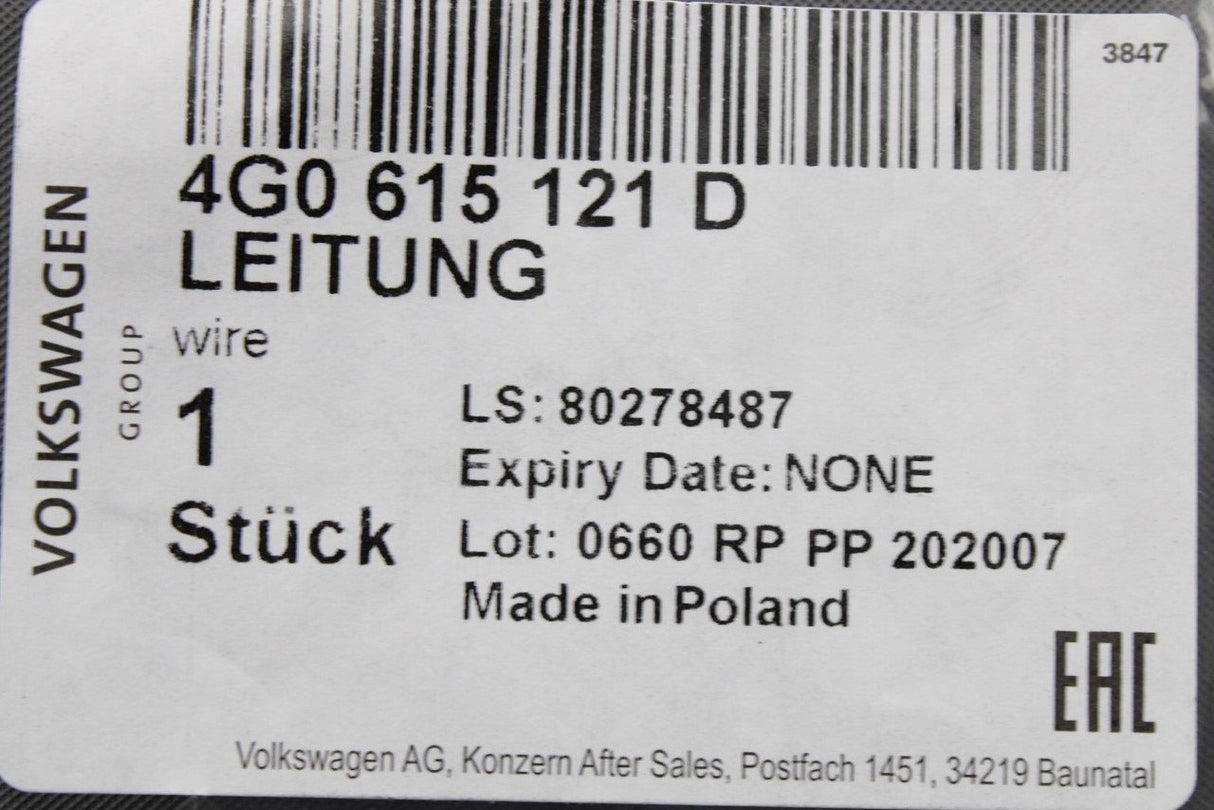 3847
4G0 615 121 D
LEITUNG
wire
1
Stück
LS: 80278487
Expiry Date: NONE
Lot: 0660 RP PP 202007
Made in Poland
VOLKSWAGEN
GROUP
EAC
Volkswagen AG, Konzern After Sales, Postfach 1451, 34219 Baunatal